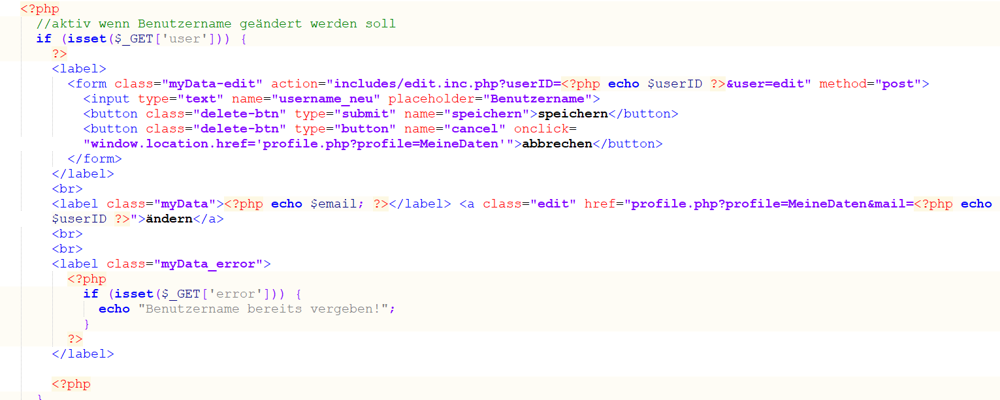 <?php
//aktiv wenn Benutzername geändert werden soll
if (isset($_GET['user'])) {
?>
<label>
<form class="myData-edit" action="includes/edit.inc.php?userID=<?php echo $userID ?>&user=edit" method="post">
<input type="text" name="username_neu" placeholder="Benutzername">
<button class="delete-btn" type="submit" name="speichern">speichern</button>
<button class="delete-btn" type="button" name="cancel" onclick=
"window.location.href='profile.php?profile=MeineDaten'">abbrechen</button>
</form>
</label>
<br>
<label class="myData"><?php echo $email; ?></label> <a class="edit" href="profile.php?profile=MeineDaten&mail=<?php echo
$userID ?>">ändern</a>
<br>
<br>
<label class="myData_error">
<?php
if (isset($_GET['error'])) {
echo "Benutzername bereits vergeben!";
}
?>
</label>
<?php
}